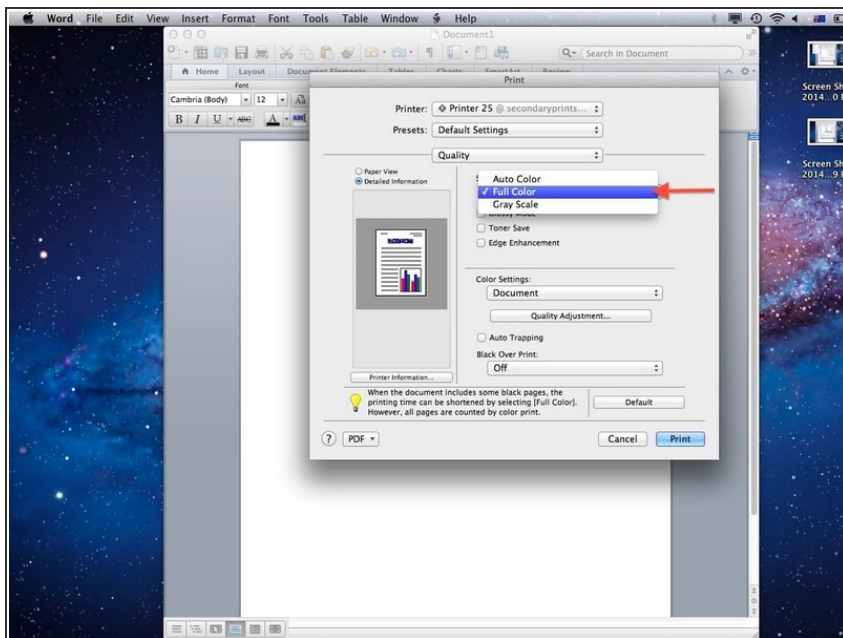 Word File Edit View Insert Format Font Tools Table Window Help
Document1
Search in Document
Home Layout Document Elements Tables Charts SmartArt Review
Font
Cambria (Body) 12
B I U ABC A ABC
Print
Printer: Printer 25 @ secondaryprints...
Presets: Default Settings
Quality
Paper View
Detailed Information
Auto Color
✓ Full Color
Gray Scale
Glossy Mode
Toner Save
Edge Enhancement
Color Settings:
Document
Quality Adjustment...
Auto Trapping
Black Over Print:
Off
Printer Information...
When the document includes some black pages, the
printing time can be shortened by selecting [Full Color].
However, all pages are counted by color print.
Default
? PDF
Cancel Print
Screen Sh
2014...0
Screen Sh
2014...9